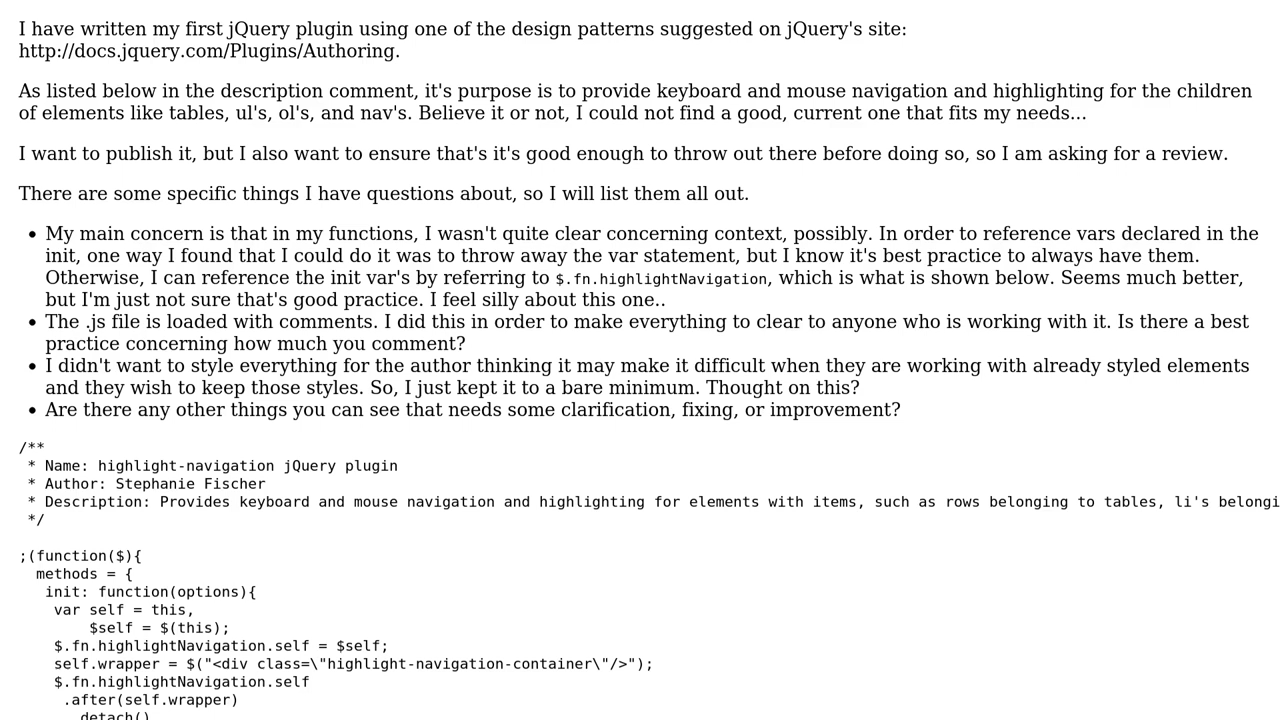 I have written my first jQuery plugin using one of the design patterns suggested on jQuery's site:
http://docs.jquery.com/Plugins/Authoring.
As listed below in the description comment, it's purpose is to provide keyboard and mouse navigation and highlighting for the children
of elements like tables, ul's, ol's, and nav's. Believe it or not, I could not find a good, current one that fits my needs...
I want to publish it, but I also want to ensure that's it's good enough to throw out there before doing so, so I am asking for a review.
There are some specific things I have questions about, so I will list them all out.
• My main concern is that in my functions, I wasn't quite clear concerning context, possibly. In order to reference vars declared in the
init, one way I found that I could do it was to throw away the var statement, but I know it's best practice to always have them.
Otherwise, I can reference the init var's by referring to $.fn.highlightNavigation, which is what is shown below. Seems much better,
but I'm just not sure that's good practice. I feel silly about this one..
• The .js file is loaded with comments. I did this in order to make everything to clear to anyone who is working with it. Is there a best
practice concerning how much you comment?
• I didn't want to style everything for the author thinking it may make it difficult when they are working with already styled elements
and they wish to keep those styles. So, I just kept it to a bare minimum. Thought on this?
• Are there any other things you can see that needs some clarification, fixing, or improvement?
/**
 * Name: highlight-navigation jQuery plugin
 * Author: Stephanie Fischer
 * Description: Provides keyboard and mouse navigation and highlighting for elements with items, such as rows belonging to tables, li's belongi
 */
;(function($){
  methods = {
   init: function(options){
    var self = this,
        $self = $(this);
    $.fn.highlightNavigation.self = $self;
    self.wrapper = $("<div class=\"highlight-navigation-container\"/>");
    $.fn.highlightNavigation.self
     .after(self.wrapper)
      .detach()